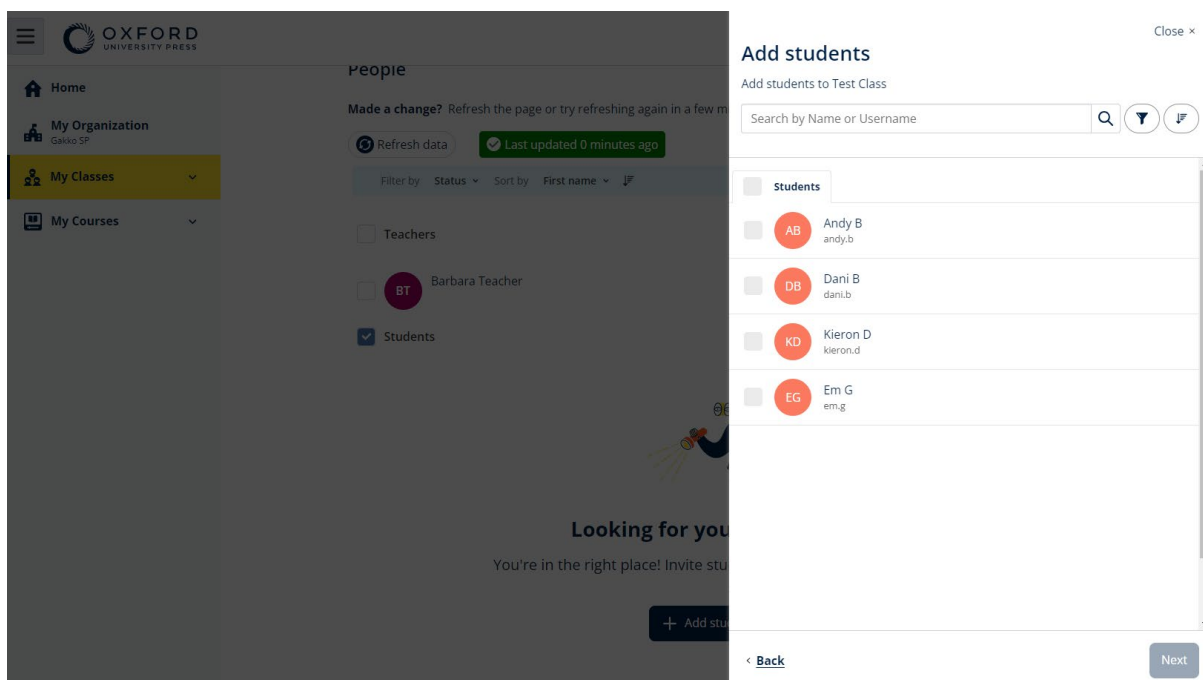 OXFORD
UNIVERSITY PRESS
Home
My Organization
Gakko SP
My Classes
My Courses
People
Made a change? Refresh the page or try refreshing again in a few m
Refresh data
Last updated 0 minutes ago
Filter by Status Sort by First name
Teachers
BT Barbara Teacher
Students
Looking for you
You're in the right place! Invite stu
+ Add stu
Close ×
Add students
Add students to Test Class
Search by Name or Username
Students
AB Andy B
andy.b
DB Dani B
dani.b
KD Kieron D
kieron.d
EG Em G
em.g
‹ Back
Next